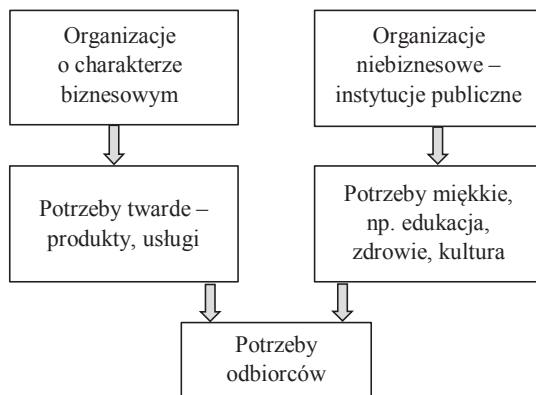 Organizacje
o charakterze
biznesowym
Organizacje
niebiznesowe –
instytucje publiczne
Potrzeby twarde –
produkty, usługi
Potrzeby miękkie,
np. edukacja,
zdrowie, kultura
Potrzeby
odbiorców